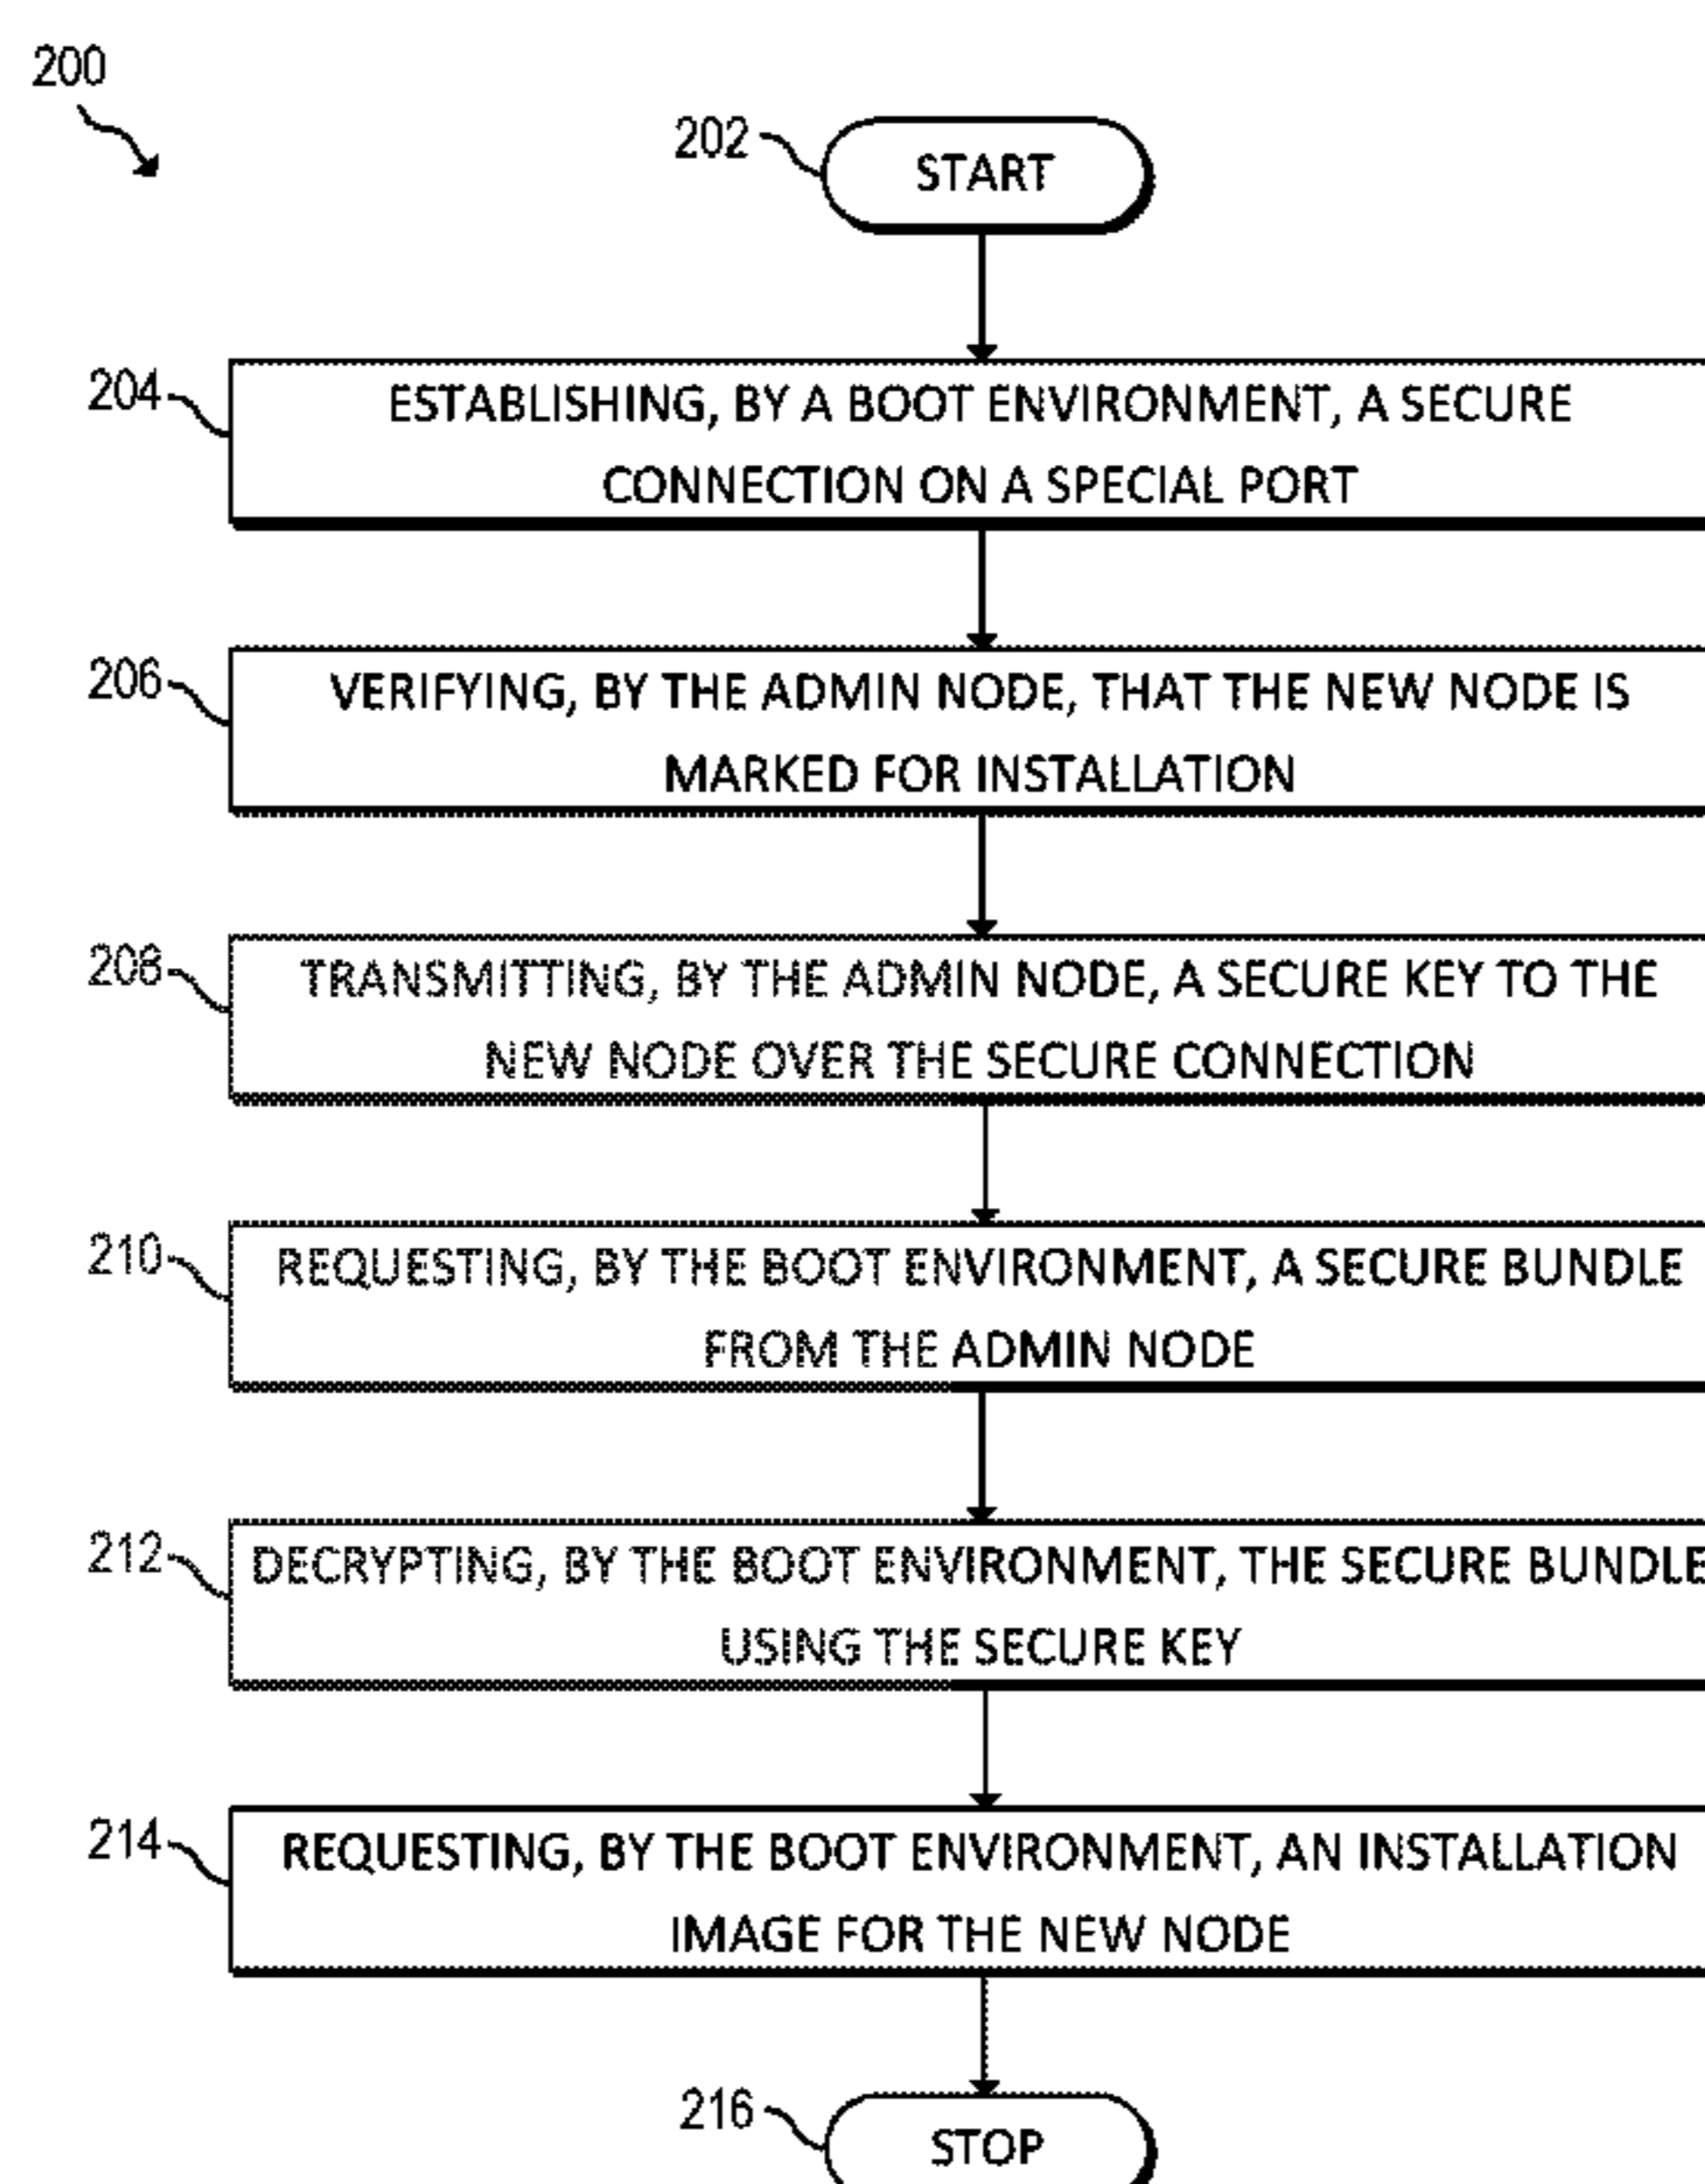 200
202
START
204
ESTABLISHING, BY A BOOT ENVIRONMENT, A SECURE
CONNECTION ON A SPECIAL PORT
206
VERIFYING, BY THE ADMIN NODE, THAT THE NEW NODE IS
MARKED FOR INSTALLATION
208
TRANSMITTING, BY THE ADMIN NODE, A SECURE KEY TO THE
NEW NODE OVER THE SECURE CONNECTION
210
REQUESTING, BY THE BOOT ENVIRONMENT, A SECURE BUNDLE
FROM THE ADMIN NODE
212
DECRYPTING, BY THE BOOT ENVIRONMENT, THE SECURE BUNDLE
USING THE SECURE KEY
214
REQUESTING, BY THE BOOT ENVIRONMENT, AN INSTALLATION
IMAGE FOR THE NEW NODE
216
STOP